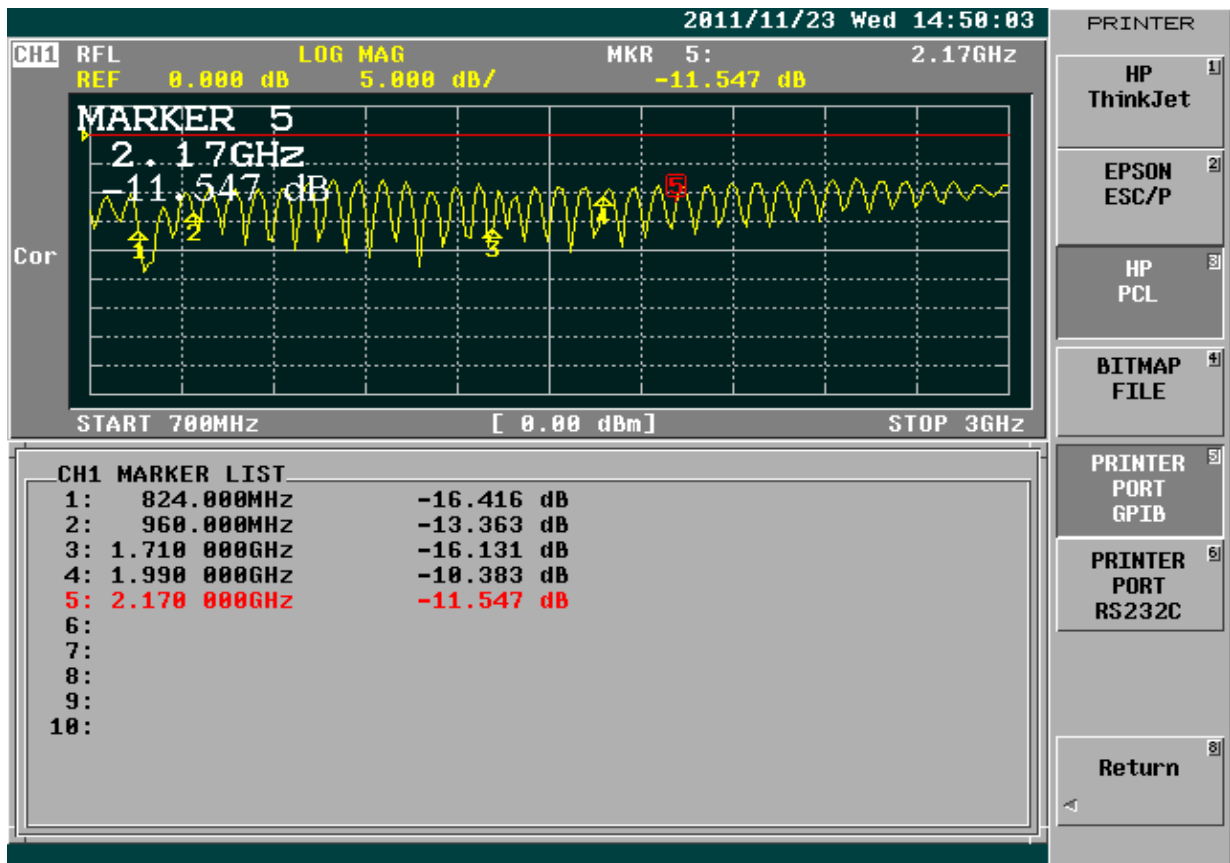 2011/11/23 Wed 14:50:03
CH1 RFL LOG MAG MKR 5: 2.17GHz
REF 0.000 dB 5.000 dB/ -11.547 dB
MARKER 5
2.17GHz
-11.547 dB
1
2
3
4
5
Cor
START 700MHz [ 0.00 dBm] STOP 3GHz
CH1 MARKER LIST
1: 824.000MHz -16.416 dB
2: 960.000MHz -13.363 dB
3: 1.710 000GHz -16.131 dB
4: 1.990 000GHz -10.383 dB
5: 2.170 000GHz -11.547 dB
6:
7:
8:
9:
10:
PRINTER
HP 1
ThinkJet
EPSON 2
ESC/P
HP 3
PCL
BITMAP 4
FILE
PRINTER 5
PORT
GPIB
PRINTER 6
PORT
RS232C
8
Return